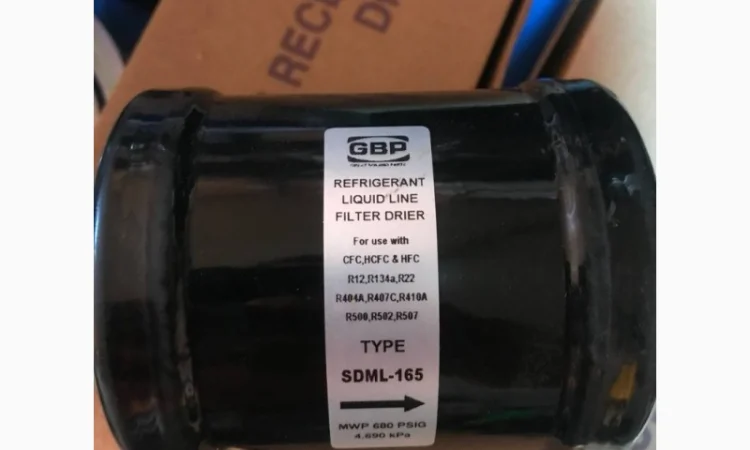 RECE
D
GBP
REFRIGERANT
LIQUID LINE
FILTER DRIER
For use with
CFC,HCFC & HFC
R12,R134a,R22
R404A,R407C,R410A
R500,R502,R507
TYPE
SDML-165
MWP 680 PSIG
4,690 kPa